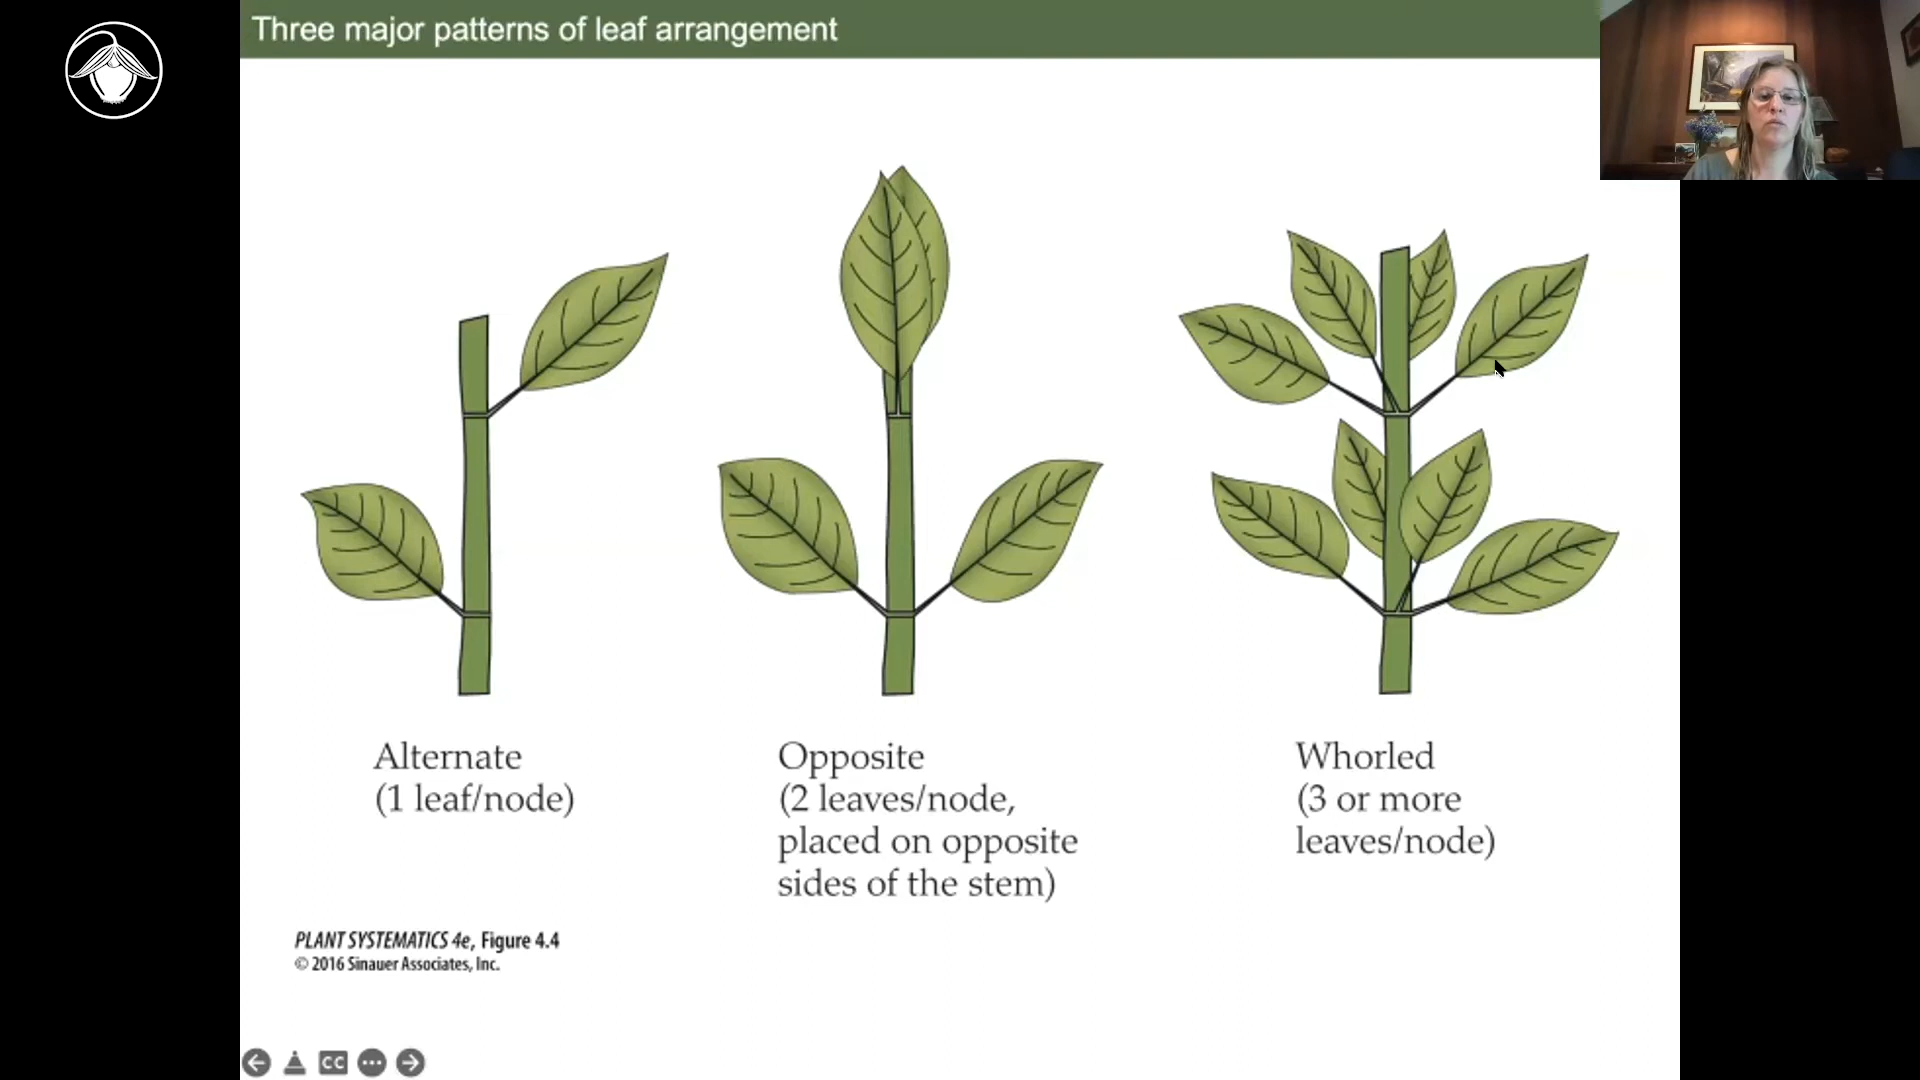 Three major patterns of leaf arrangement
Alternate
(1 leaf/node)
Opposite
(2 leaves/node,
placed on opposite
sides of the stem)
Whorled
(3 or more
leaves/node)
PLANT SYSTEMATICS 4e, Figure 4.4
© 2016 Sinauer Associates, Inc.
CC